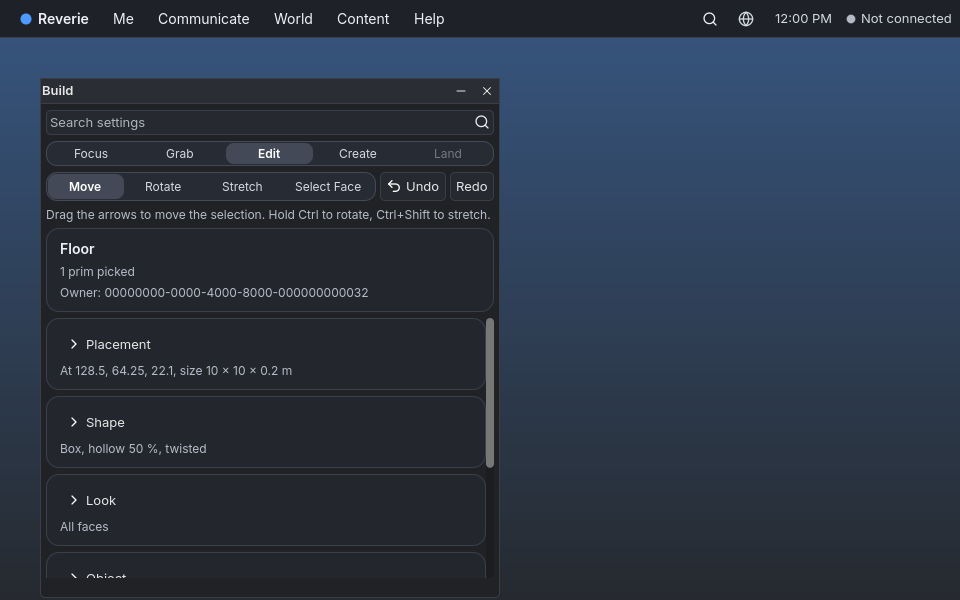 Reverie Me Communicate World Content Help 12:00 PM Not connected
Build
Search settings
Focus Grab Edit Create Land
Move Rotate Stretch Select Face Undo Redo
Drag the arrows to move the selection. Hold Ctrl to rotate, Ctrl+Shift to stretch.
Floor
1 prim picked
Owner: 00000000-0000-4000-8000-000000000032
Placement
At 128.5, 64.25, 22.1, size 10 × 10 × 0.2 m
Shape
Box, hollow 50 %, twisted
Look
All faces
Object